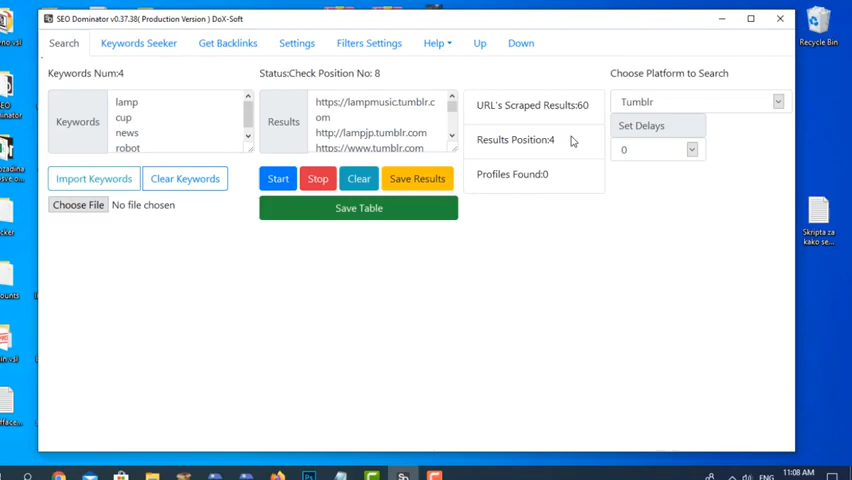 SEO Dominator v0.37.38( Production Version ) DoX-Soft
Search Keywords Seeker Get Backlinks Settings Filters Settings Help Up Down
Keywords Num:4
Status:Check Position No: 8
Choose Platform to Search
Keywords
lamp
cup
news
robot
Results
https://lampmusic.tumblr.c
om
http://lampjp.tumblr.com
https://www.tumblr.com
URL's Scraped Results:60
Results Position:4
Profiles Found:0
Tumblr
Set Delays
0
Import Keywords Clear Keywords
Start Stop Clear Save Results
Choose File No file chosen
Save Table
Recycle Bin
Skripta za
kako se...
11:08 AM
ENG